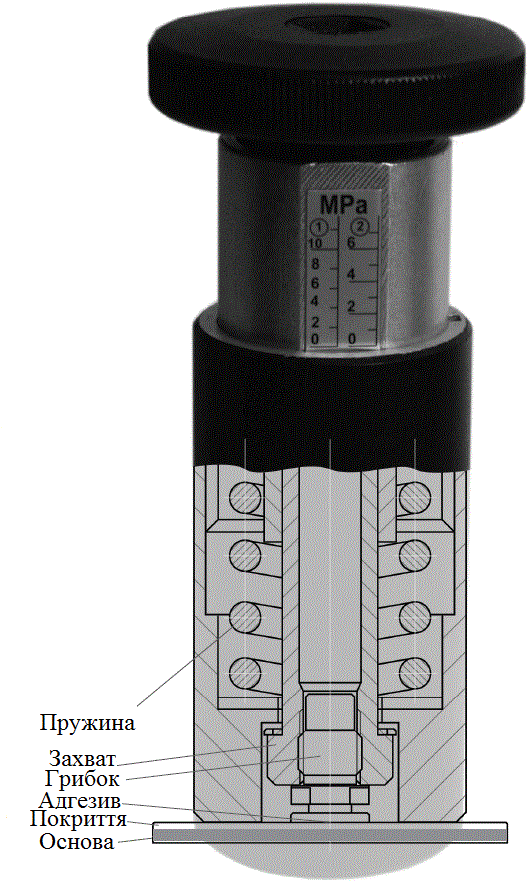 MPa
1 2
10 6
8
6 4
4
2 2
0 0
Пружина
Захват
Грибок
Адгезив
Покриття
Основа